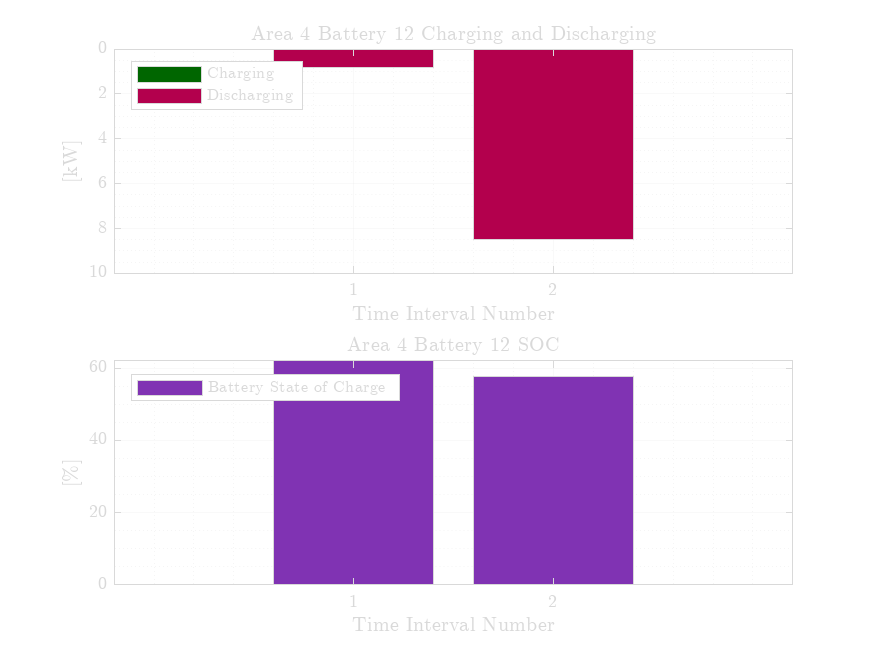 Area 4 Battery 12 Charging and Discharging
0
Charging
2
Discharging
4
[kW]
6
8
10
1 2
Time Interval Number
Area 4 Battery 12 SOC
60
Battery State of Charge
40
[%]
20
0
1 2
Time Interval Number